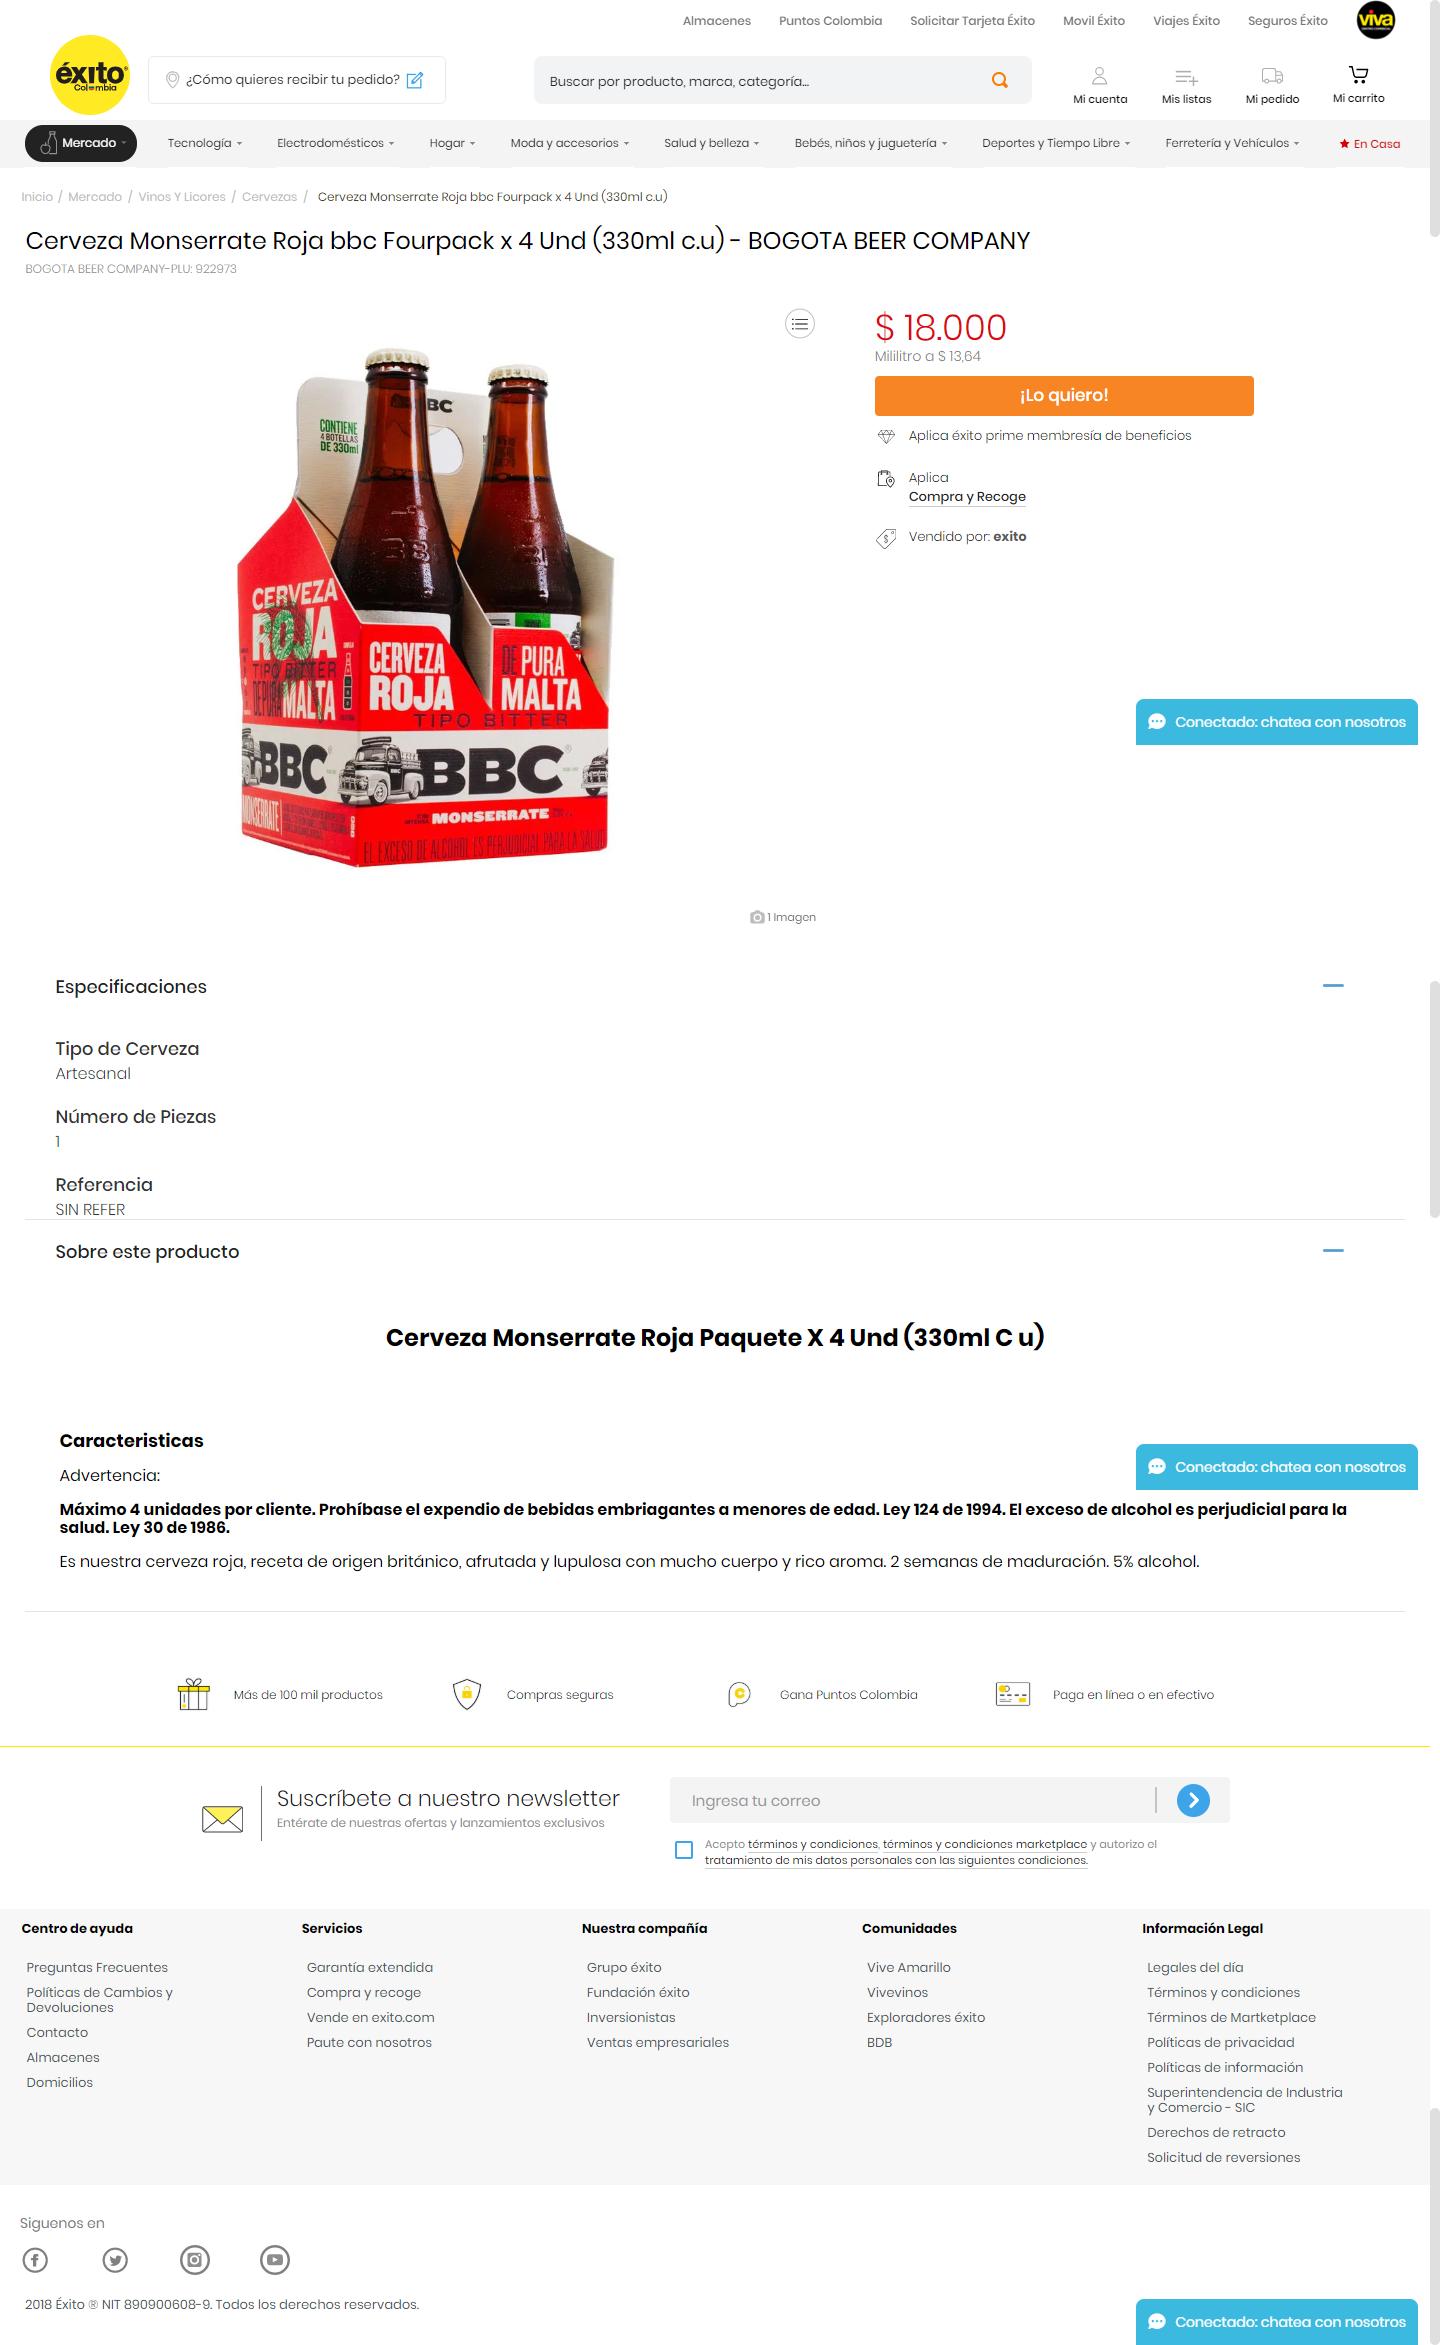 Almacenes Puntos Colombia Solicitar Tarjeta Éxito Movil Éxito Viajes Éxito Seguros Éxito viva
éxito
Colombia
¿Cómo quieres recibir tu pedido?
Buscar por producto, marca, categoría...
Mi cuenta Mis listas Mi pedido Mi carrito
Mercado Tecnología Electrodomésticos Hogar Moda y accesorios Salud y belleza Bebés, niños y juguetería Deportes y Tiempo Libre Ferretería y Vehículos En Casa
Inicio / Mercado / Vinos Y Licores / Cervezas / Cerveza Monserrate Roja bbc Fourpack x 4 Und (330ml c.u)
Cerveza Monserrate Roja bbc Fourpack x 4 Und (330ml c.u) - BOGOTA BEER COMPANY
BOGOTA BEER COMPANY-PLU: 922973
$ 18.000
Mililitro a $ 13,64
¡Lo quiero!
Aplica éxito prime membresía de beneficios
Aplica
Compra y Recoge
Vendido por: exito
BBC
CONTIENE
4 BOTELLAS
DE 330ml
CERVEZA
ROJA
TIPO BITTER
DE PURA MALTA
CERVEZA
ROJA
DE PURA
MALTA
TIPO BITTER
BBC
BBC
MONSERRATE
MONSERRATE
EL EXCESO DE ALCOHOL ES PERJUDICIAL PARA LA SALUD
Conectado: chatea con nosotros
1 Imagen
Especificaciones
Tipo de Cerveza
Artesanal
Número de Piezas
1
Referencia
SIN REFER
Sobre este producto
Cerveza Monserrate Roja Paquete X 4 Und (330ml C u)
Caracteristicas
Conectado: chatea con nosotros
Advertencia:
Máximo 4 unidades por cliente. Prohíbase el expendio de bebidas embriagantes a menores de edad. Ley 124 de 1994. El exceso de alcohol es perjudicial para la
salud. Ley 30 de 1986.
Es nuestra cerveza roja, receta de origen británico, afrutada y lupulosa con mucho cuerpo y rico aroma. 2 semanas de maduración. 5% alcohol.
Más de 100 mil productos Compras seguras Gana Puntos Colombia Paga en línea o en efectivo
Suscríbete a nuestro newsletter
Entérate de nuestras ofertas y lanzamientos exclusivos
Ingresa tu correo
Acepto términos y condiciones, términos y condiciones marketplace y autorizo el
tratamiento de mis datos personales con las siguientes condiciones.
Centro de ayuda
Preguntas Frecuentes
Políticas de Cambios y
Devoluciones
Contacto
Almacenes
Domicilios
Servicios
Garantía extendida
Compra y recoge
Vende en exito.com
Paute con nosotros
Nuestra compañía
Grupo éxito
Fundación éxito
Inversionistas
Ventas empresariales
Comunidades
Vive Amarillo
Vivevinos
Exploradores éxito
BDB
Información Legal
Legales del día
Términos y condiciones
Términos de Martketplace
Políticas de privacidad
Políticas de información
Superintendencia de Industria
y Comercio - SIC
Derechos de retracto
Solicitud de reversiones
Siguenos en
2018 Éxito ® NIT 890900608-9. Todos los derechos reservados.
Conectado: chatea con nosotros